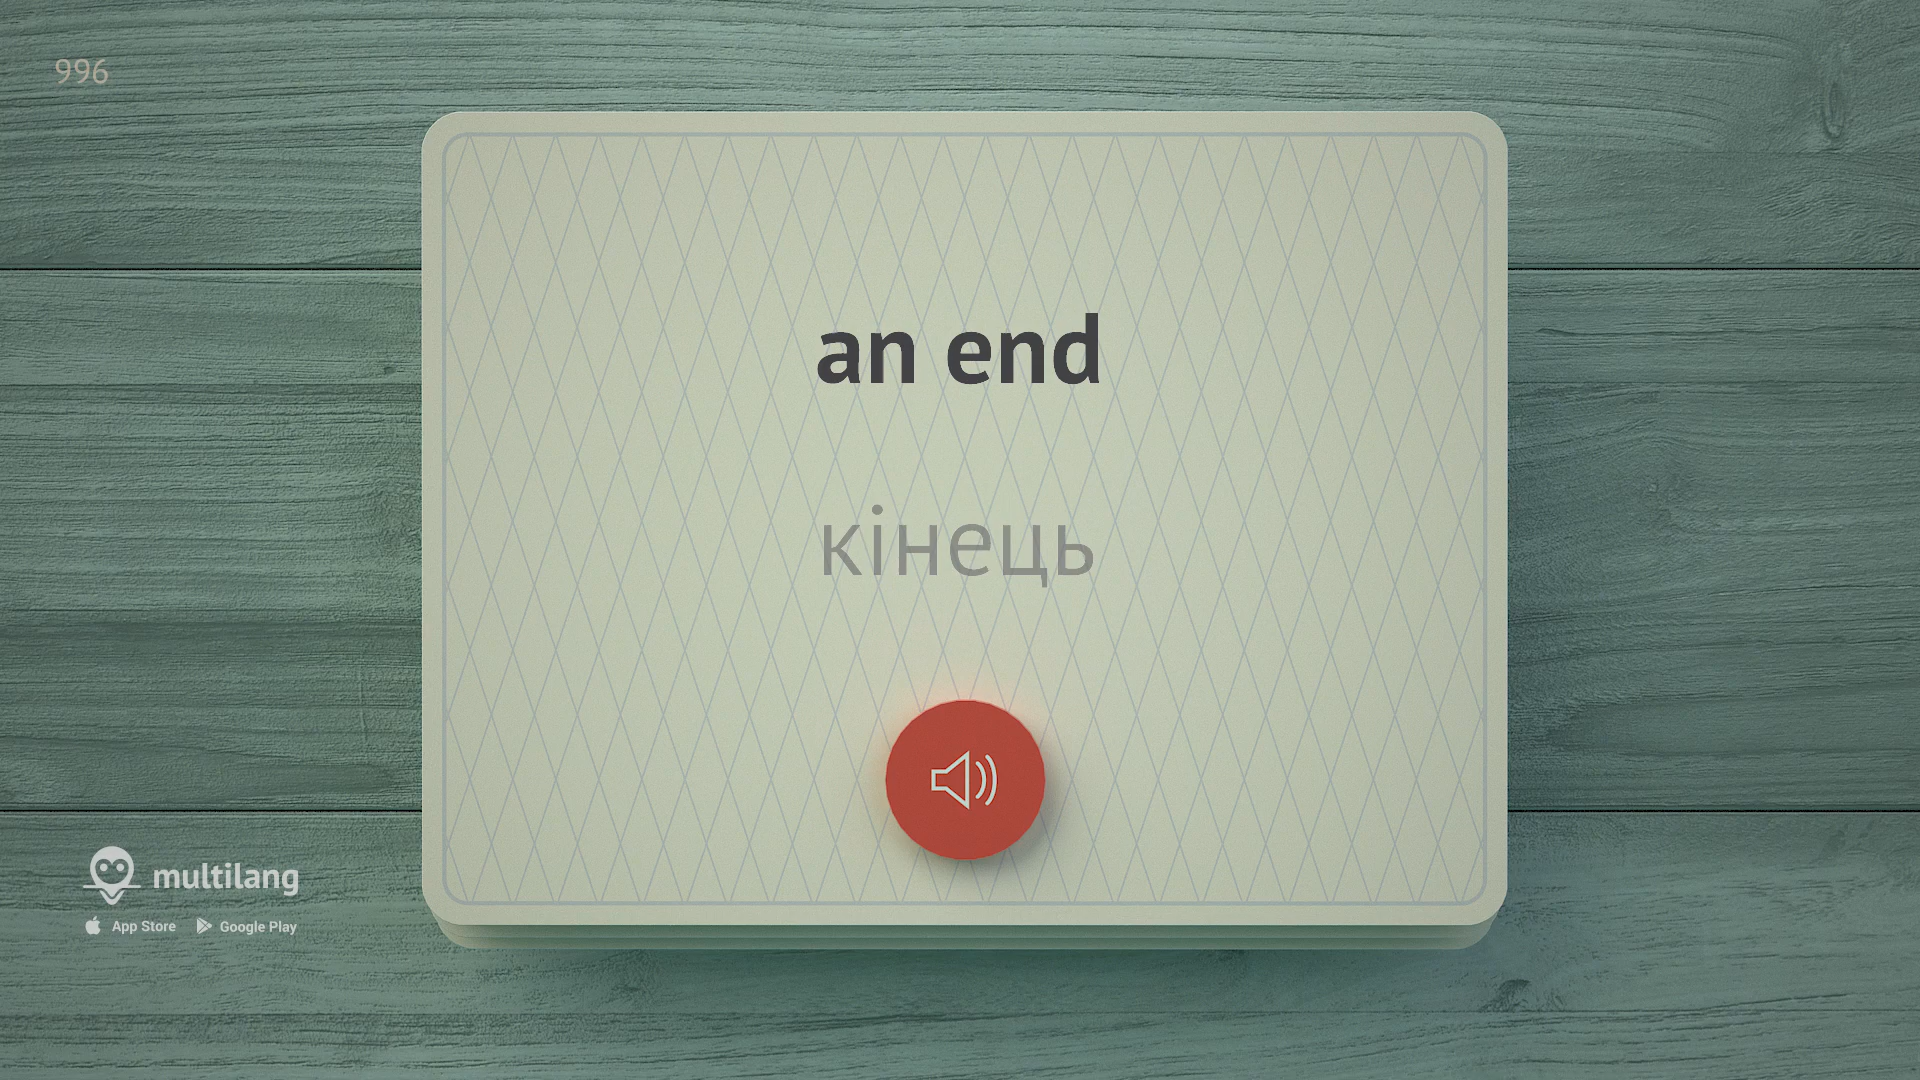 996
an end
кінець
multilang
App Store
Google Play